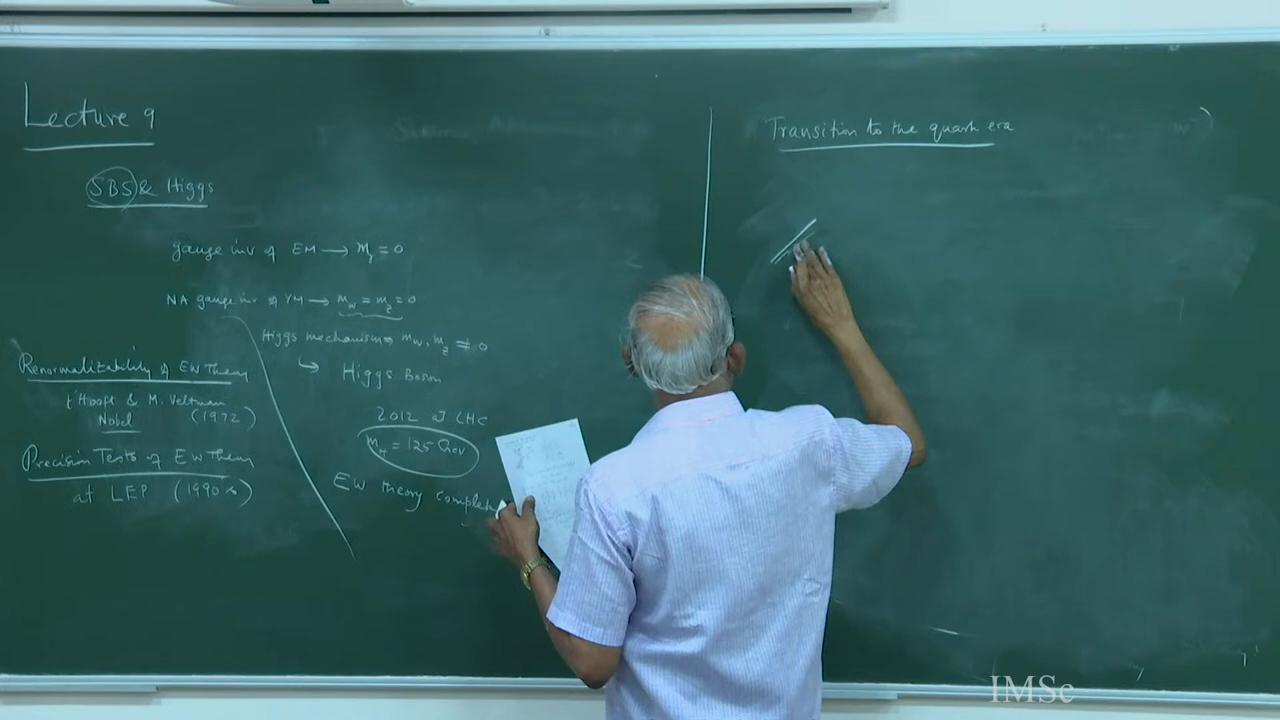 Lecture 9
SBS & Higgs
gauge inv of EM → mγ = 0
NA gauge inv of YM → m_W = m_Z = 0
Higgs mechanism ⇒ m_W, m_Z ≠ 0
↳ Higgs Boson
2012 at LHC
m_H = 125 GeV
EW theory complete
Renormalizability of EW Theory
t'Hooft & M. Veltman
Nobel (1972)
Precision Tests of EW Theory
at LEP (1990s)
Transition to the quark era
IMSc